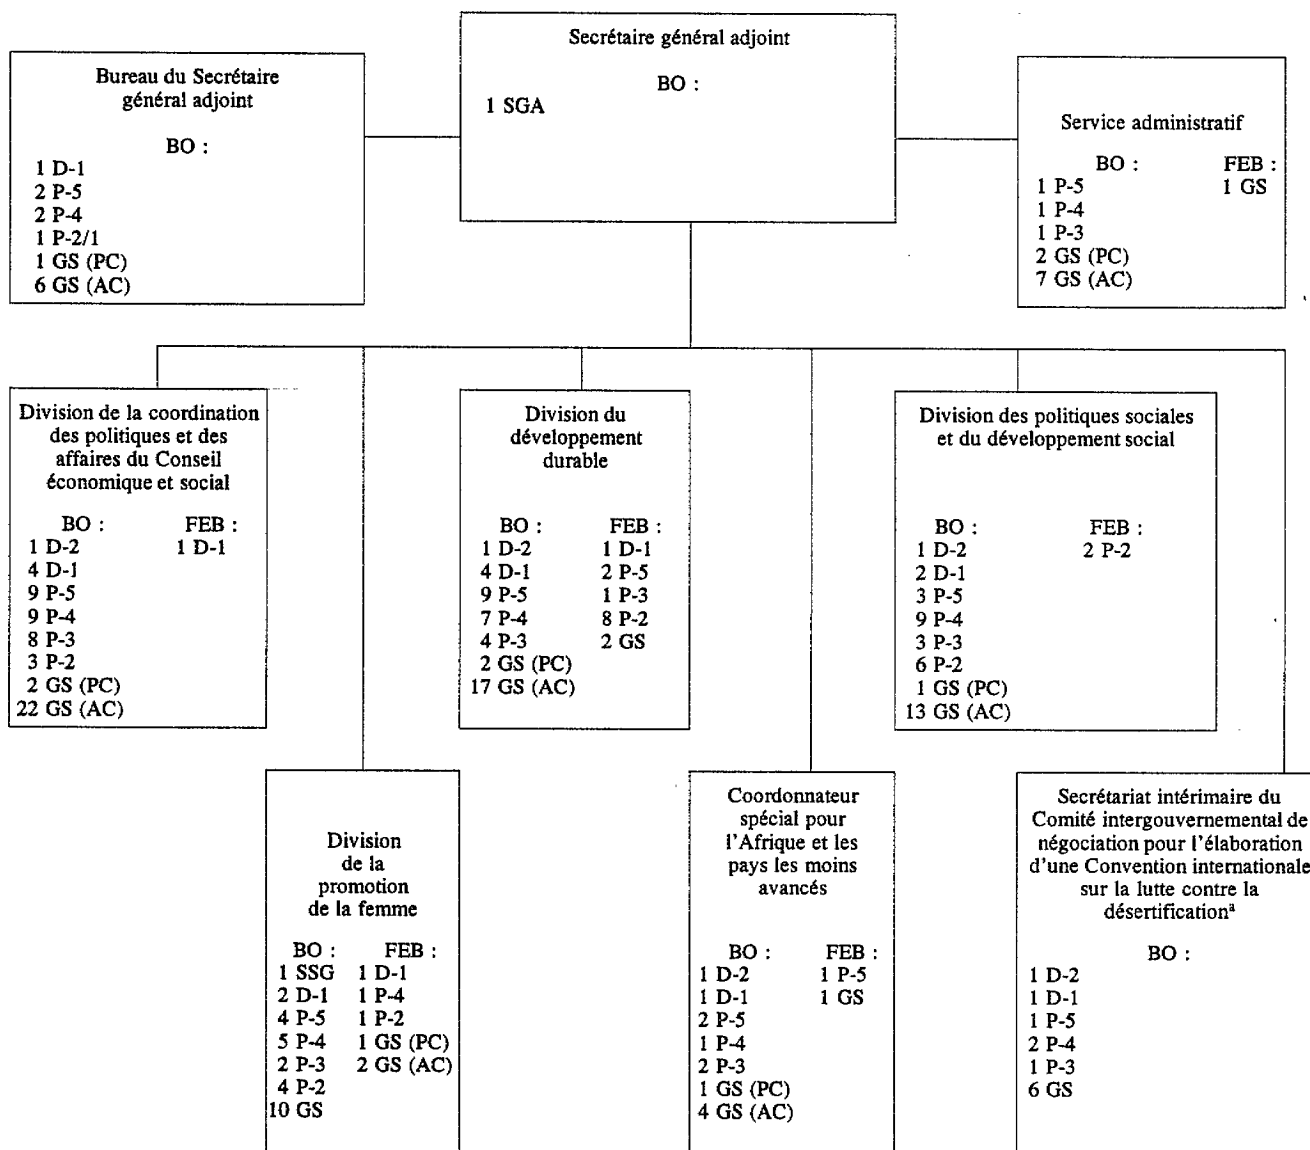 Secrétaire général adjoint
BO :
1 SGA
Bureau du Secrétaire
général adjoint
BO :
1 D-1
2 P-5
2 P-4
1 P-2/1
1 GS (PC)
6 GS (AC)
Service administratif
BO : FEB :
1 P-5 1 GS
1 P-4
1 P-3
2 GS (PC)
7 GS (AC)
Division de la coordination
des politiques et des
affaires du Conseil
économique et social
BO : FEB :
1 D-2 1 D-1
4 D-1
9 P-5
9 P-4
8 P-3
3 P-2
2 GS (PC)
22 GS (AC)
Division du
développement
durable
BO : FEB :
1 D-2 1 D-1
4 D-1 2 P-5
9 P-5 1 P-3
7 P-4 8 P-2
4 P-3 2 GS
2 GS (PC)
17 GS (AC)
Division des politiques sociales
et du développement social
BO : FEB :
1 D-2 2 P-2
2 D-1
3 P-5
9 P-4
3 P-3
6 P-2
1 GS (PC)
13 GS (AC)
Division
de la
promotion
de la femme
BO : FEB :
1 SSG 1 D-1
2 D-1 1 P-4
4 P-5 1 P-2
5 P-4 1 GS (PC)
2 P-3 2 GS (AC)
4 P-2
10 GS
Coordonnateur
spécial pour
l'Afrique et les
pays les moins
avancés
BO : FEB :
1 D-2 1 P-5
1 D-1 1 GS
2 P-5
1 P-4
2 P-3
1 GS (PC)
4 GS (AC)
Secrétariat intérimaire du
Comité intergouvernemental de
négociation pour l'élaboration
d'une Convention internationale
sur la lutte contre la
désertificationᵃ
BO :
1 D-2
1 D-1
1 P-5
2 P-4
1 P-3
6 GS